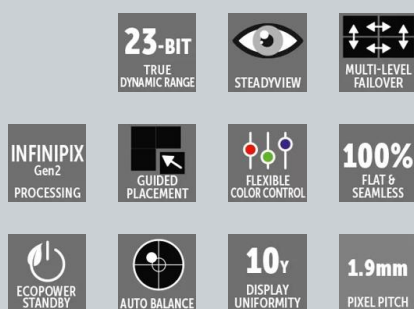 23-BIT
TRUE
DYNAMIC RANGE
STEADYVIEW
MULTI-LEVEL
FAILOVER
INFINIPIX
Gen2
PROCESSING
GUIDED
PLACEMENT
FLEXIBLE
COLOR CONTROL
100%
FLAT &
SEAMLESS
ECOPOWER
STANDBY
AUTO BALANCE
10Y
DISPLAY
UNIFORMITY
1.9mm
PIXEL PITCH